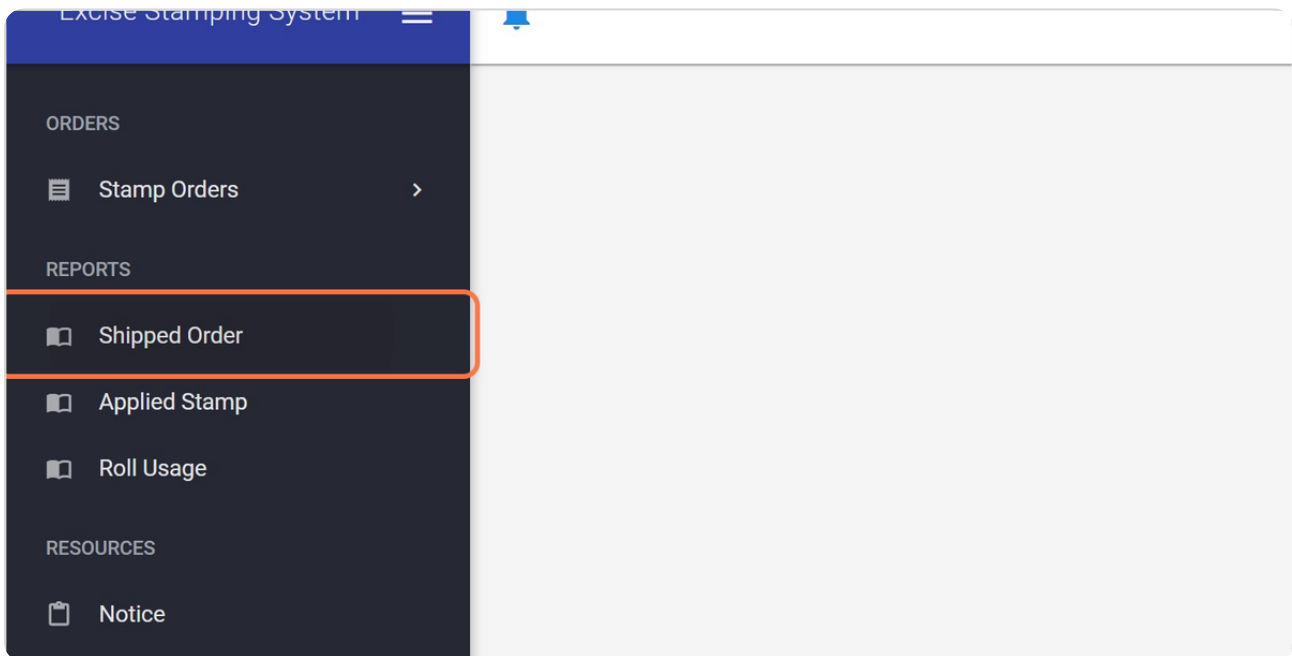 Excise Stamping System
ORDERS
Stamp Orders
REPORTS
Shipped Order
Applied Stamp
Roll Usage
RESOURCES
Notice